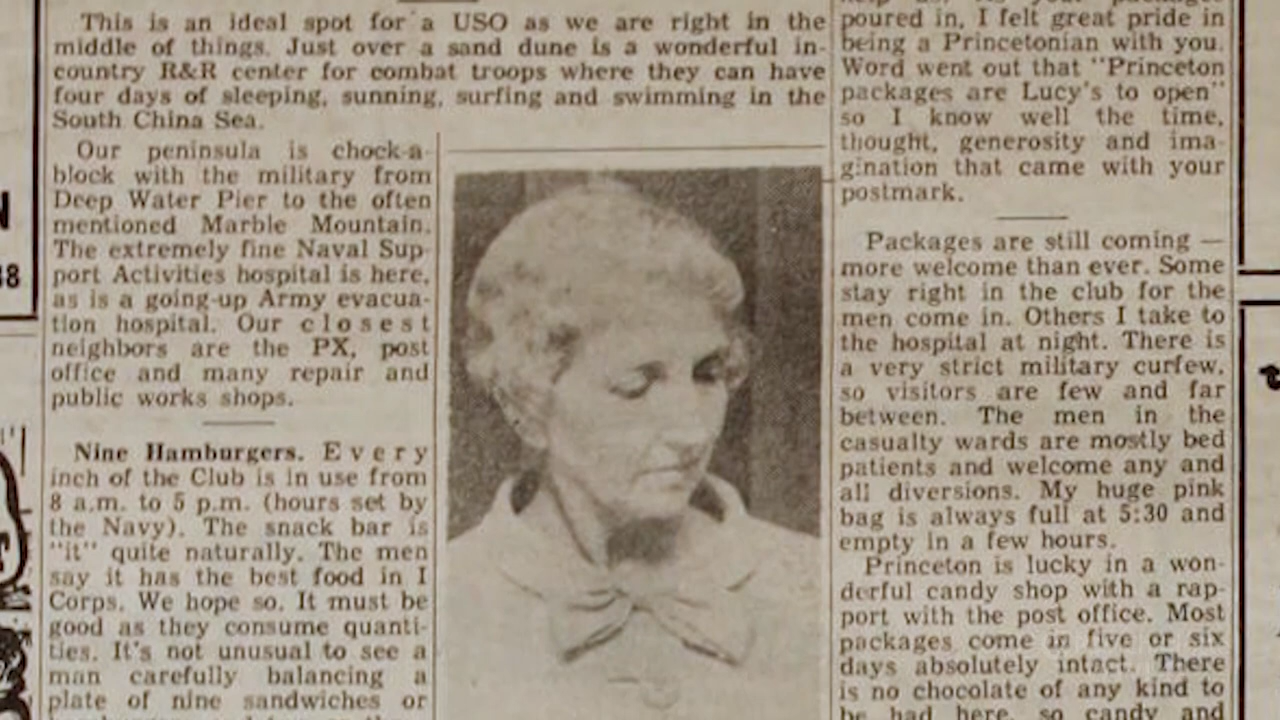 This is an ideal spot for a USO as we are right in the
middle of things. Just over a sand dune is a wonderful in-
country R&R center for combat troops where they can have
four days of sleeping, sunning, surfing and swimming in the
South China Sea.
Our peninsula is chock-a-
block with the military from
Deep Water Pier to the often
mentioned Marble Mountain.
The extremely fine Naval Sup-
port Activities hospital is here,
as is a going-up Army evacua-
tion hospital. Our closest
neighbors are the PX, post
office and many repair and
public works shops.
Nine Hamburgers. Every
inch of the Club is in use from
8 a.m. to 5 p.m. (hours set by
the Navy). The snack bar is
"it" quite naturally. The men
say it has the best food in I
Corps. We hope so. It must be
good as they consume quanti-
ties. It's not unusual to see a
man carefully balancing a
plate of nine sandwiches or
poured in, I felt great pride in
being a Princetonian with you.
Word went out that "Princeton
packages are Lucy's to open"
so I know well the time,
thought, generosity and ima-
gination that came with your
postmark.
Packages are still coming —
more welcome than ever. Some
stay right in the club for the
men come in. Others I take to
the hospital at night. There is
a very strict military curfew,
so visitors are few and far
between. The men in the
casualty wards are mostly bed
patients and welcome any and
all diversions. My huge pink
bag is always full at 5:30 and
empty in a few hours.
Princeton is lucky in a won-
derful candy shop with a rap-
port with the post office. Most
packages come in five or six
days absolutely intact. There
is no chocolate of any kind to
be had here, so candy and